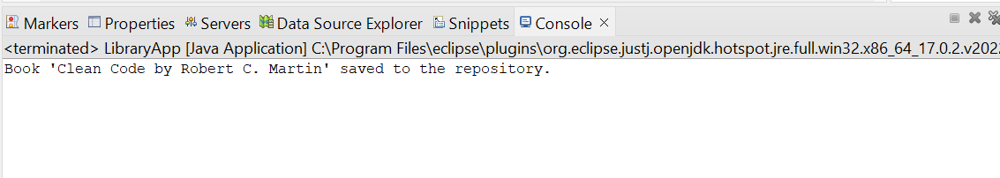 Markers Properties Servers Data Source Explorer Snippets Console
<terminated> LibraryApp [Java Application] C:\Program Files\eclipse\plugins\org.eclipse.justj.openjdk.hotspot.jre.full.win32.x86_64_17.0.2.v202
Book 'Clean Code by Robert C. Martin' saved to the repository.